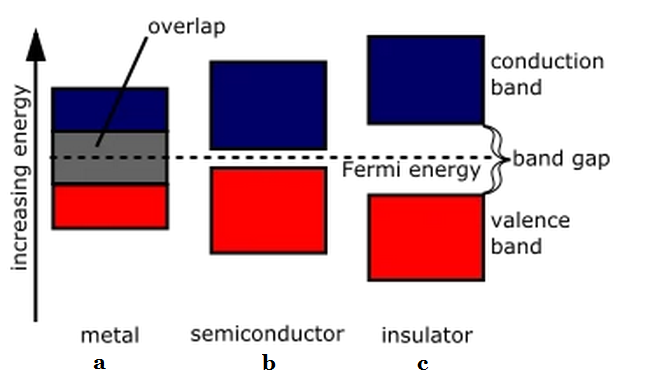 overlap
conduction
band
increasing energy
Fermi energy
band gap
valence
band
metal
semiconductor
insulator
a
b
c